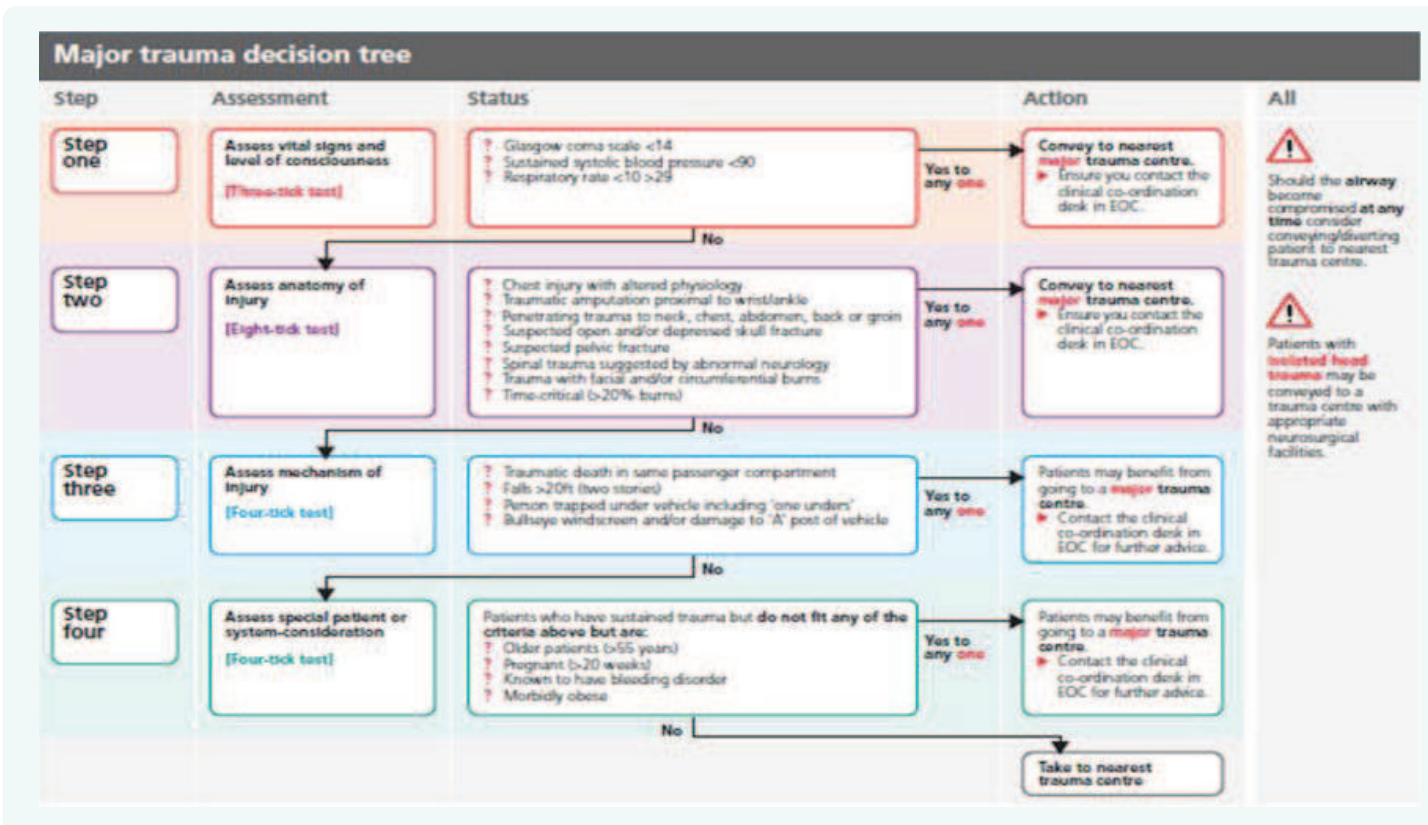 Major trauma decision tree
Step
Assessment
Status
Action
All
Step
one
Assess vital signs and
level of consciousness
[Three-tick test]
? Glasgow coma scale <14
? Sustained systolic blood pressure <90
? Respiratory rate <10 >29
Yes to
any one
Convey to nearest
major trauma centre.
► Ensure you contact the
clinical co-ordination
desk in EOC.
No
Step
two
Assess anatomy of
injury
[Eight-tick test]
? Chest injury with altered physiology
? Traumatic amputation proximal to wrist/ankle
? Penetrating trauma to neck, chest, abdomen, back or groin
? Suspected open and/or depressed skull fracture
? Suspected pelvic fracture
? Spinal trauma suggested by abnormal neurology
? Trauma with facial and/or circumferential burns
? Time-critical (>20% burns)
Yes to
any one
Convey to nearest
major trauma centre.
► Ensure you contact the
clinical co-ordination
desk in EOC.
No
Step
three
Assess mechanism of
injury
[Four-tick test]
? Traumatic death in same passenger compartment
? Falls >20ft (two stories)
? Person trapped under vehicle including 'one unders'
? Bullseye windscreen and/or damage to 'A' post of vehicle
Yes to
any one
Patients may benefit from
going to a major trauma
centre.
► Contact the clinical
co-ordination desk in
EOC for further advice.
No
Step
four
Assess special patient or
system-consideration
[Four-tick test]
Patients who have sustained trauma but do not fit any of the
criteria above but are:
? Older patients (>55 years)
? Pregnant (>20 weeks)
? Known to have bleeding disorder
? Morbidly obese
Yes to
any one
Patients may benefit from
going to a major trauma
centre.
► Contact the clinical
co-ordination desk in
EOC for further advice.
No
Take to nearest
trauma centre
!
Should the airway
become
compromised at any
time consider
conveying/diverting
patient to nearest
trauma centre.
!
Patients with
isolated head
trauma may be
conveyed to a
trauma centre with
appropriate
neurosurgical
facilities.